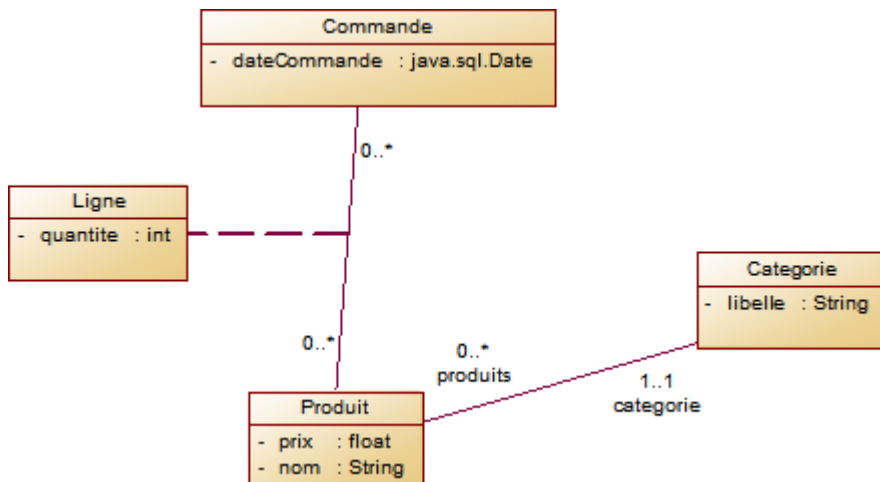 Commande
- dateCommande : java.sql.Date
0..*
Ligne
- quantite : int
Categorie
- libelle : String
0..*
0..*
produits
1..1
categorie
Produit
- prix : float
- nom : String